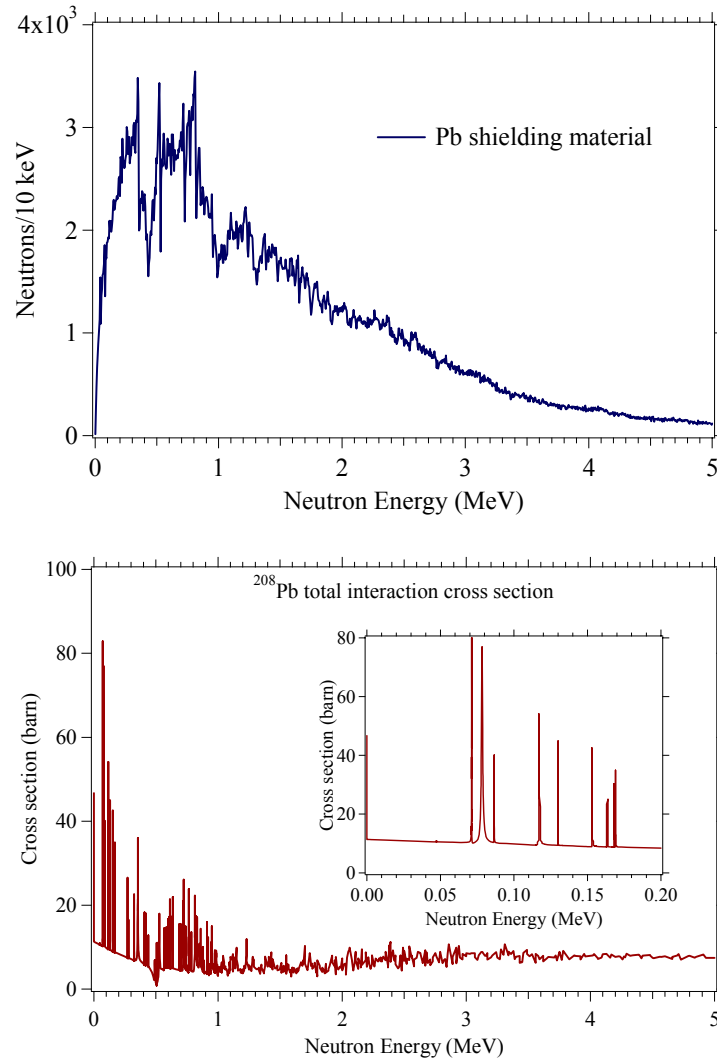 4x10³
3
2
1
0
Neutrons/10 keV
Pb shielding material
0 1 2 3 4 5
Neutron Energy (MeV)
²⁰⁸Pb total interaction cross section
100
80
60
40
20
0
Cross section (barn)
80
60
40
20
0
Cross section (barn)
0.00 0.05 0.10 0.15 0.20
Neutron Energy (MeV)
0 1 2 3 4 5
Neutron Energy (MeV)